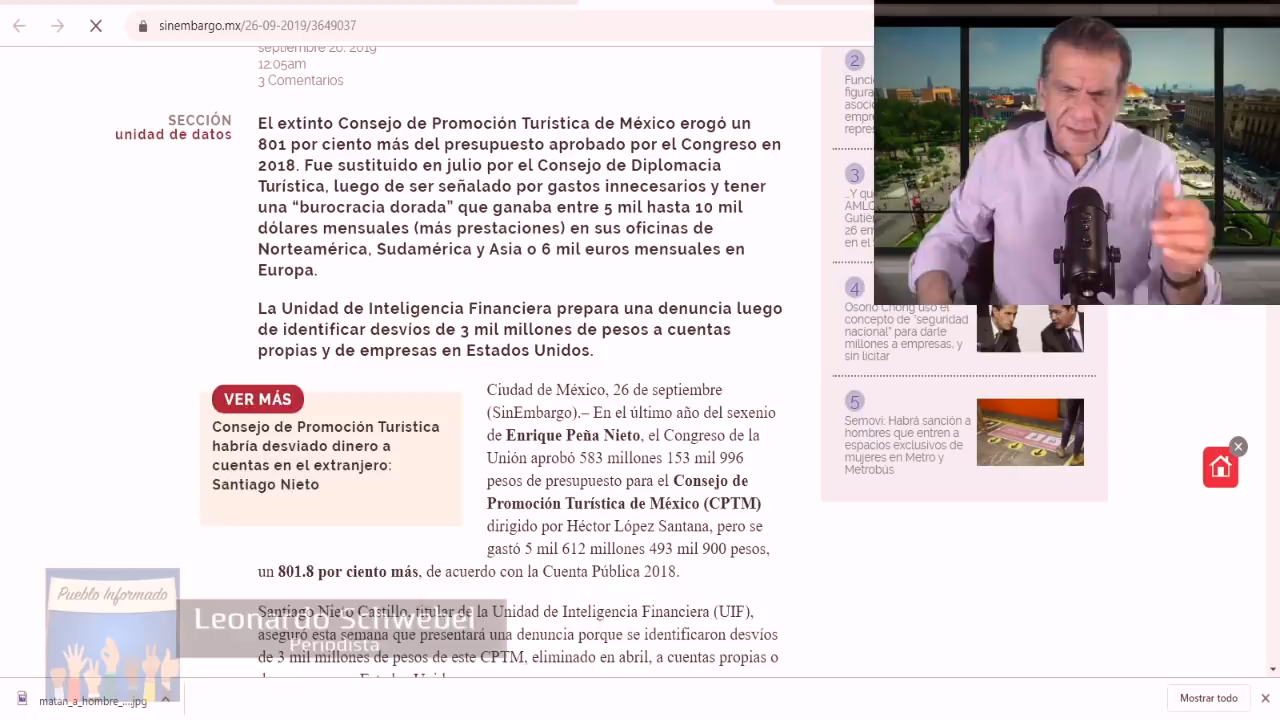 sinembargo.mx/26-09-2019/3649037
septiembre 26, 2019
12:05am
3 Comentarios
SECCIÓN
unidad de datos
El extinto Consejo de Promoción Turística de México erogó un
801 por ciento más del presupuesto aprobado por el Congreso en
2018. Fue sustituido en julio por el Consejo de Diplomacia
Turística, luego de ser señalado por gastos innecesarios y tener
una “burocracia dorada” que ganaba entre 5 mil hasta 10 mil
dólares mensuales (más prestaciones) en sus oficinas de
Norteamérica, Sudamérica y Asia o 6 mil euros mensuales en
Europa.
La Unidad de Inteligencia Financiera prepara una denuncia luego
de identificar desvíos de 3 mil millones de pesos a cuentas
propias y de empresas en Estados Unidos.
VER MÁS
Consejo de Promoción Turística
habría desviado dinero a
cuentas en el extranjero:
Santiago Nieto
Ciudad de México, 26 de septiembre
(SinEmbargo).– En el último año del sexenio
de Enrique Peña Nieto, el Congreso de la
Unión aprobó 583 millones 153 mil 996
pesos de presupuesto para el Consejo de
Promoción Turística de México (CPTM)
dirigido por Héctor López Santana, pero se
gastó 5 mil 612 millones 493 mil 900 pesos,
un 801.8 por ciento más, de acuerdo con la Cuenta Pública 2018.
Santiago Nieto Castillo, titular de la Unidad de Inteligencia Financiera (UIF),
aseguró esta semana que presentará una denuncia porque se identificaron desvíos
de 3 mil millones de pesos de este CPTM, eliminado en abril, a cuentas propias o
2
Funci
figura
asoci
empre
repres
3
…Y qu
AMLO
Gutie
26 em
en el
4
Osorio Chong usó el
concepto de “seguridad
nacional” para darle
millones a empresas, y
sin licitar
5
Semovi: Habrá sanción a
hombres que entren a
espacios exclusivos de
mujeres en Metro y
Metrobús
Pueblo Informado
Leonardo Schwebel
Periodista
matan_a_hombre_....jpg
Mostrar todo